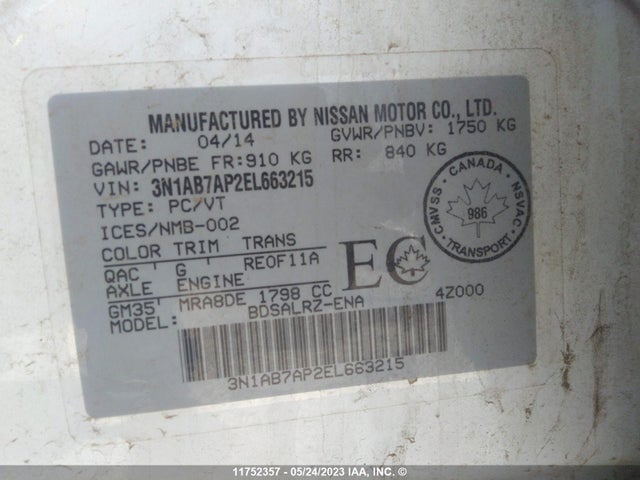 MANUFACTURED BY NISSAN MOTOR CO., LTD.
DATE: 04/14 GVWR/PNBV: 1750 KG
GAWR/PNBE FR:910 KG RR: 840 KG
VIN: 3N1AB7AP2EL663215
TYPE: PC/VT
ICES/NMB-002
COLOR TRIM TRANS
QAC G RE0F11A
AXLE ENGINE
GM35 MRA8DE 1798 CC
MODEL: BDSALRZ-ENA 4Z000
EC
C.M.V.S.S. - CANADA - N.S.V.A.C.
986
TRANSPORT
3N1AB7AP2EL663215
11752357 - 05/24/2023 IAA, INC. ©